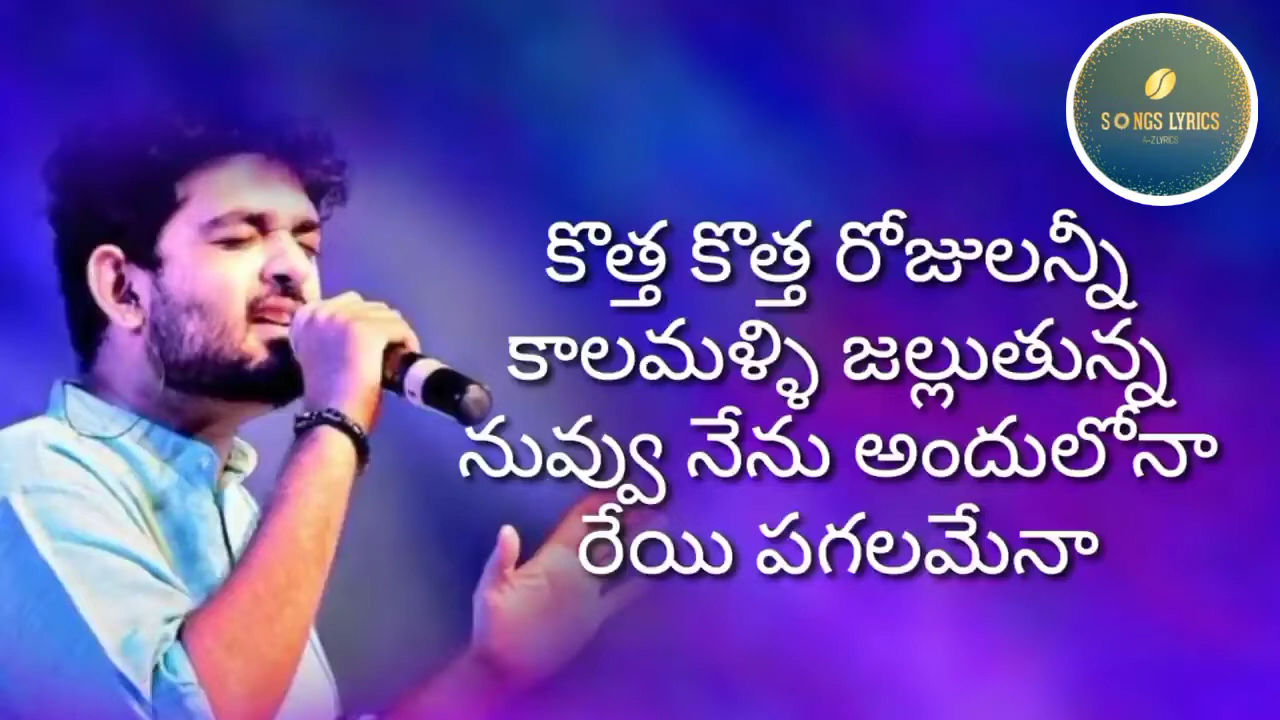 SONGS LYRICS
A-Z LYRICS
కొత్త కొత్త రోజులన్నీ
కాలమళ్ళి జల్లుతున్న
నువ్వు నేను అందులోనా
రేయి పగలమేనా